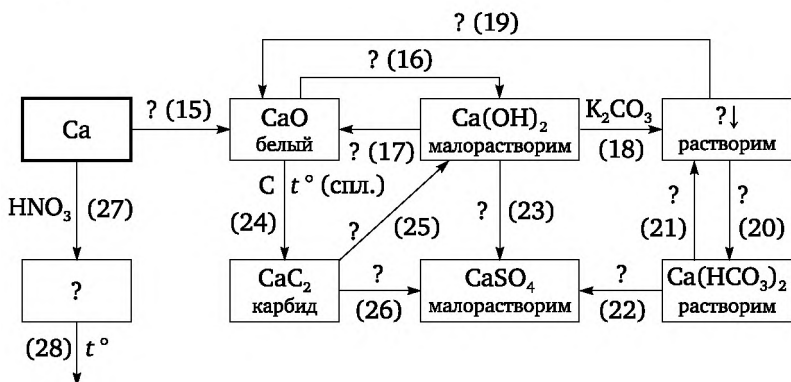 ? (19)
? (16)
Ca
? (15)
CaO
белый
? (17)
Ca(OH)₂
малорастворим
K₂CO₃
(18)
?↓
растворим
HNO₃ (27)
C t° (спл.)
(24)
?
(25)
? (23)
?
(21)
?
(20)
?
CaC₂
карбид
?
(26)
CaSO₄
малорастворим
?
(22)
Ca(HCO₃)₂
растворим
(28) t°